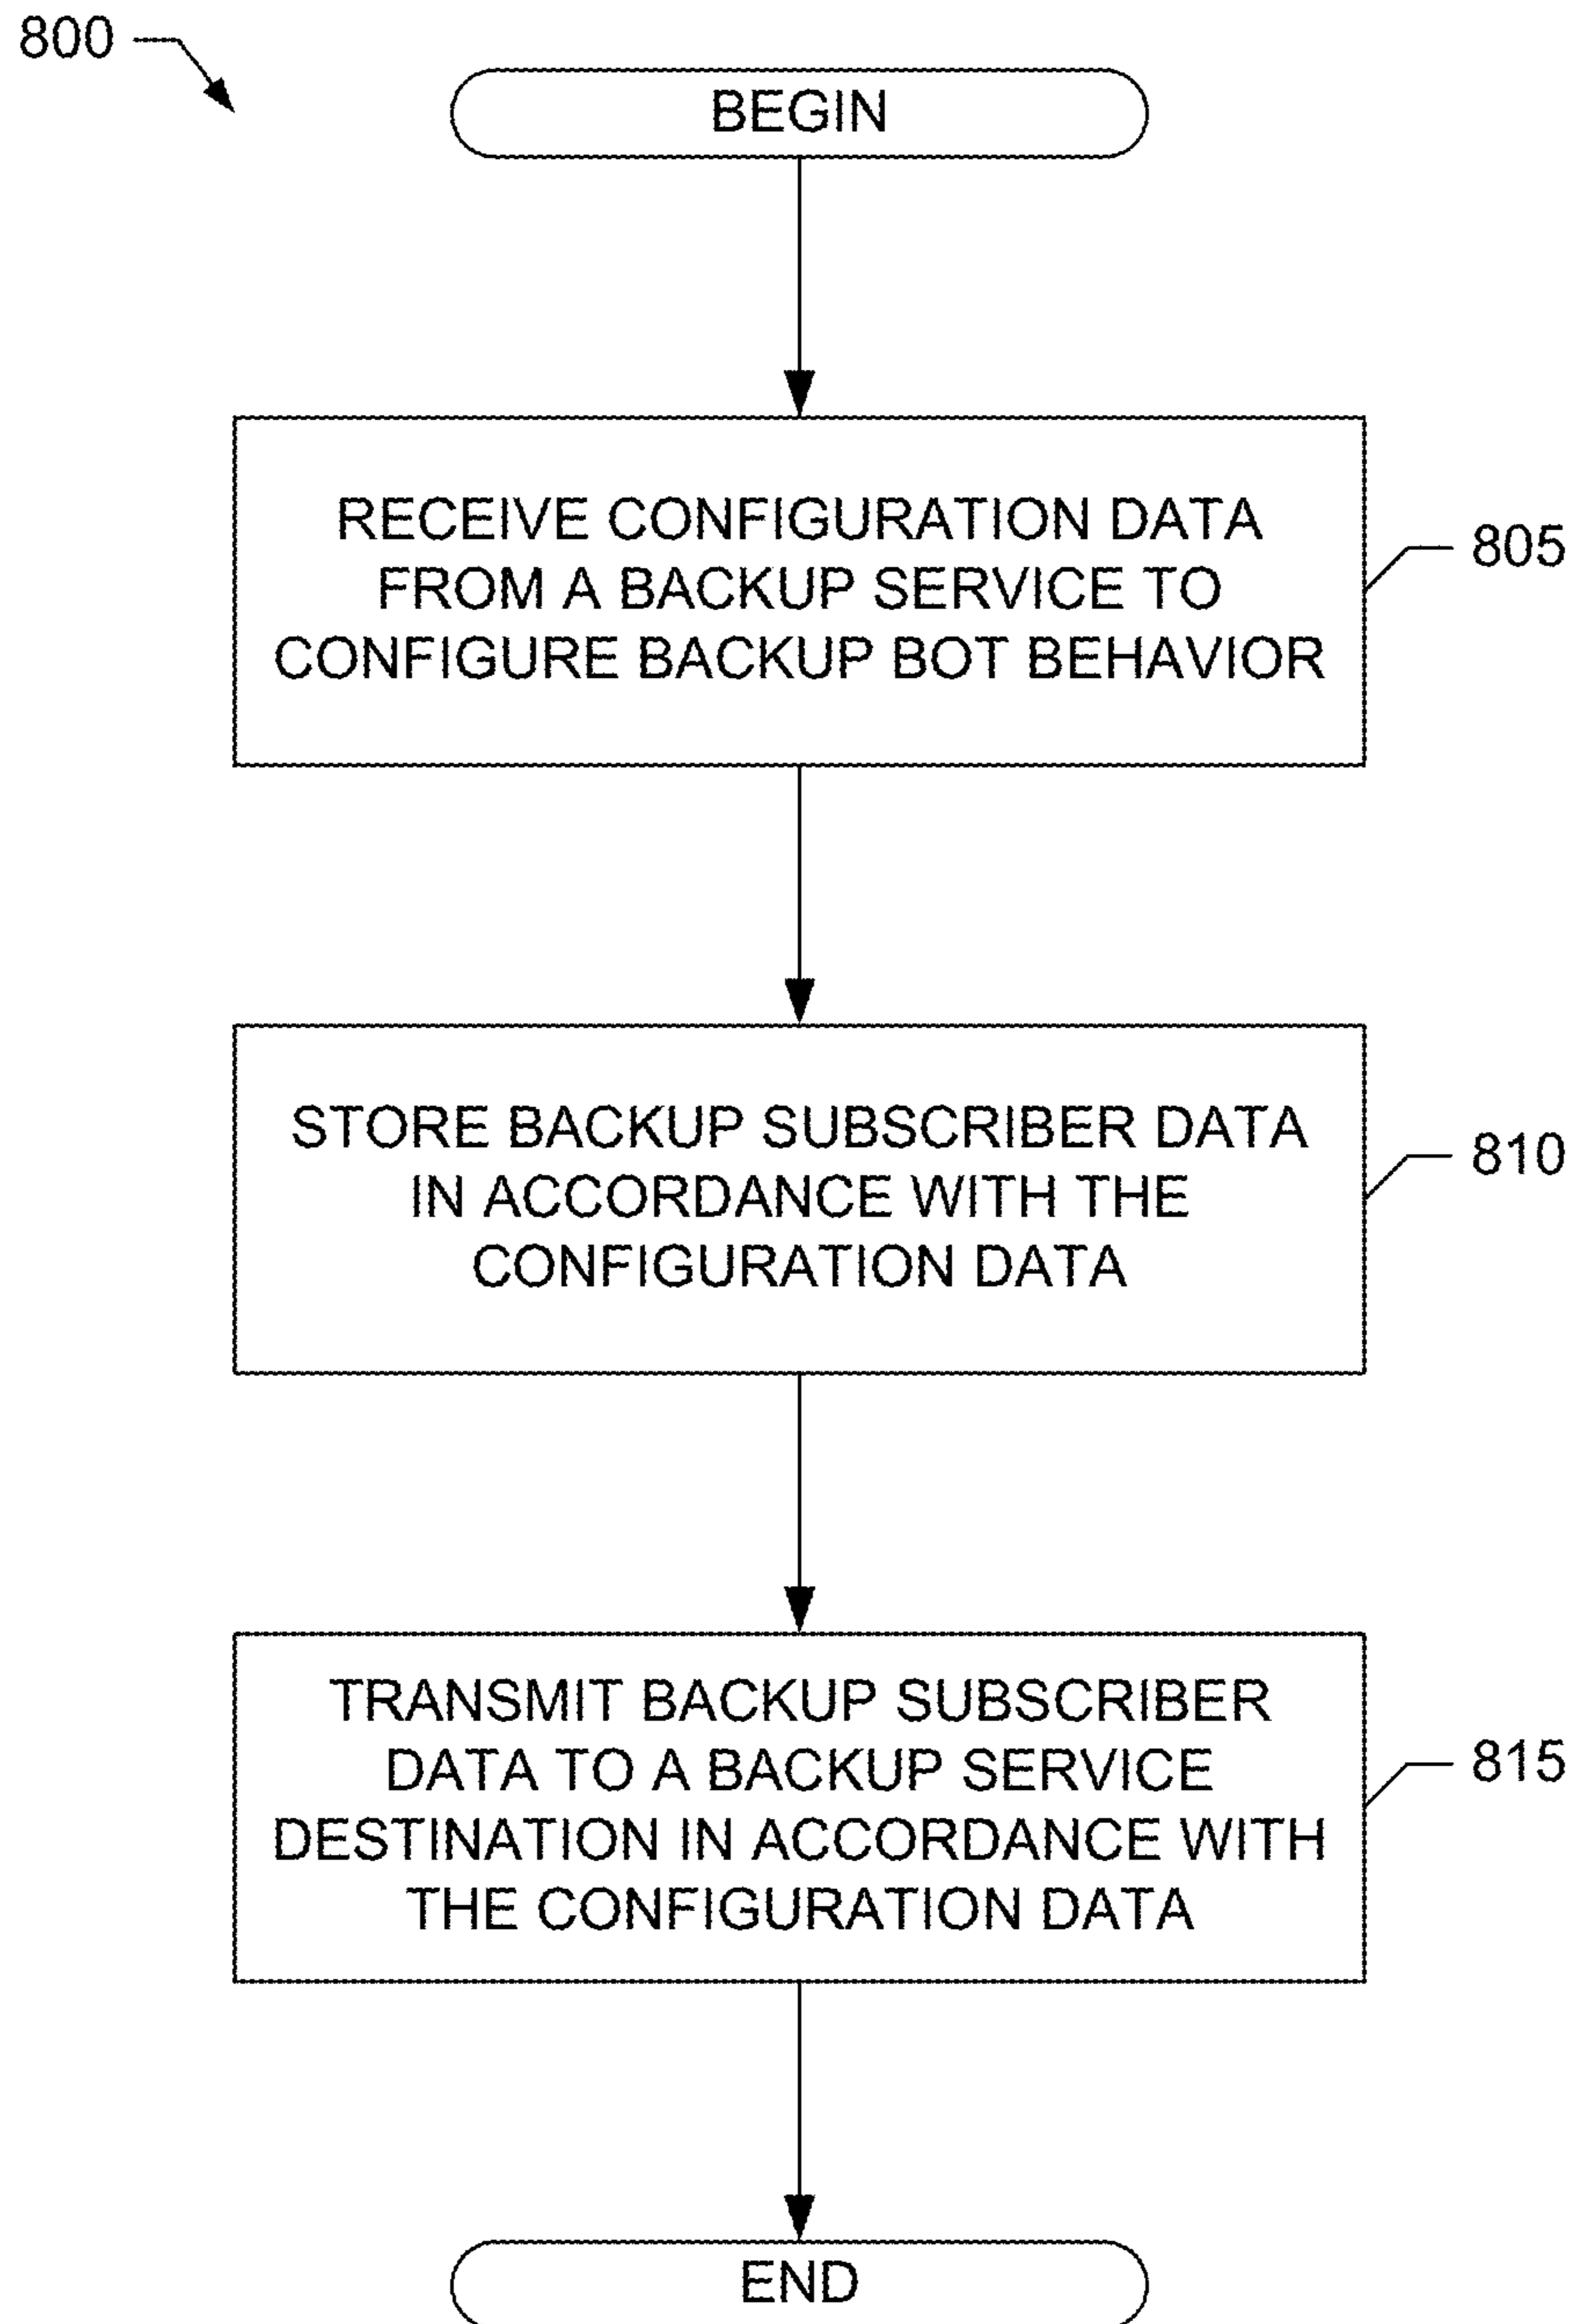 800
BEGIN
RECEIVE CONFIGURATION DATA
FROM A BACKUP SERVICE TO
CONFIGURE BACKUP BOT BEHAVIOR
805
STORE BACKUP SUBSCRIBER DATA
IN ACCORDANCE WITH THE
CONFIGURATION DATA
810
TRANSMIT BACKUP SUBSCRIBER
DATA TO A BACKUP SERVICE
DESTINATION IN ACCORDANCE WITH
THE CONFIGURATION DATA
815
END